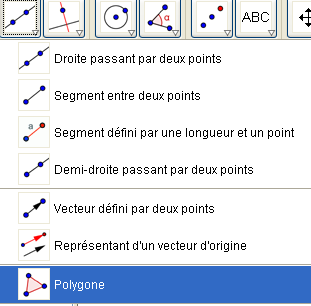 α
ABC
Droite passant par deux points
Segment entre deux points
a
Segment défini par une longueur et un point
Demi-droite passant par deux points
Vecteur défini par deux points
Représentant d'un vecteur d'origine
Polygone